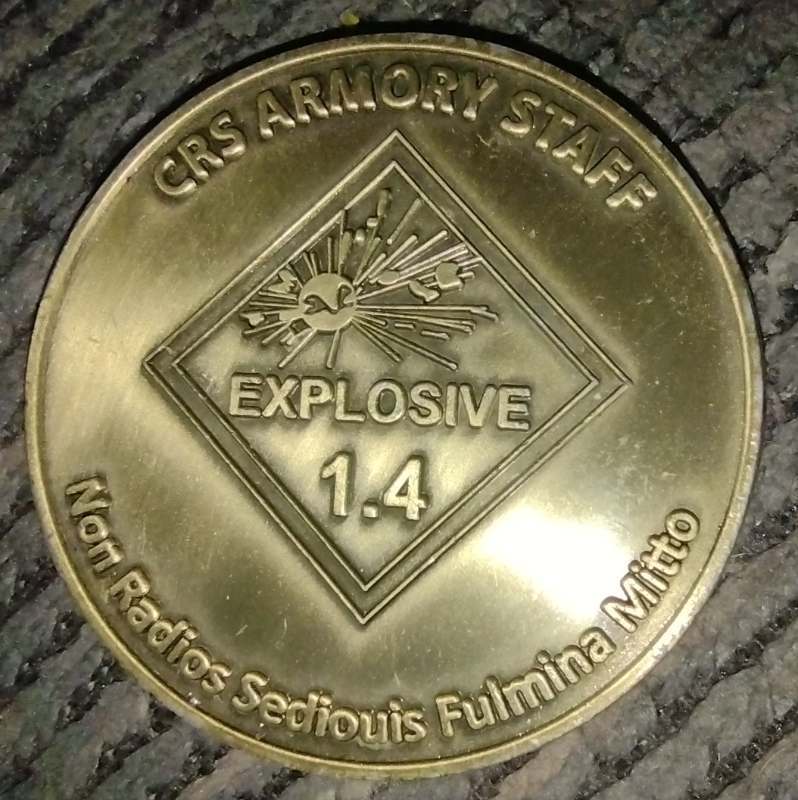 CRS ARMORY STAFF
EXPLOSIVE
1.4
Non Radios Sediouis Fulmina Mitto